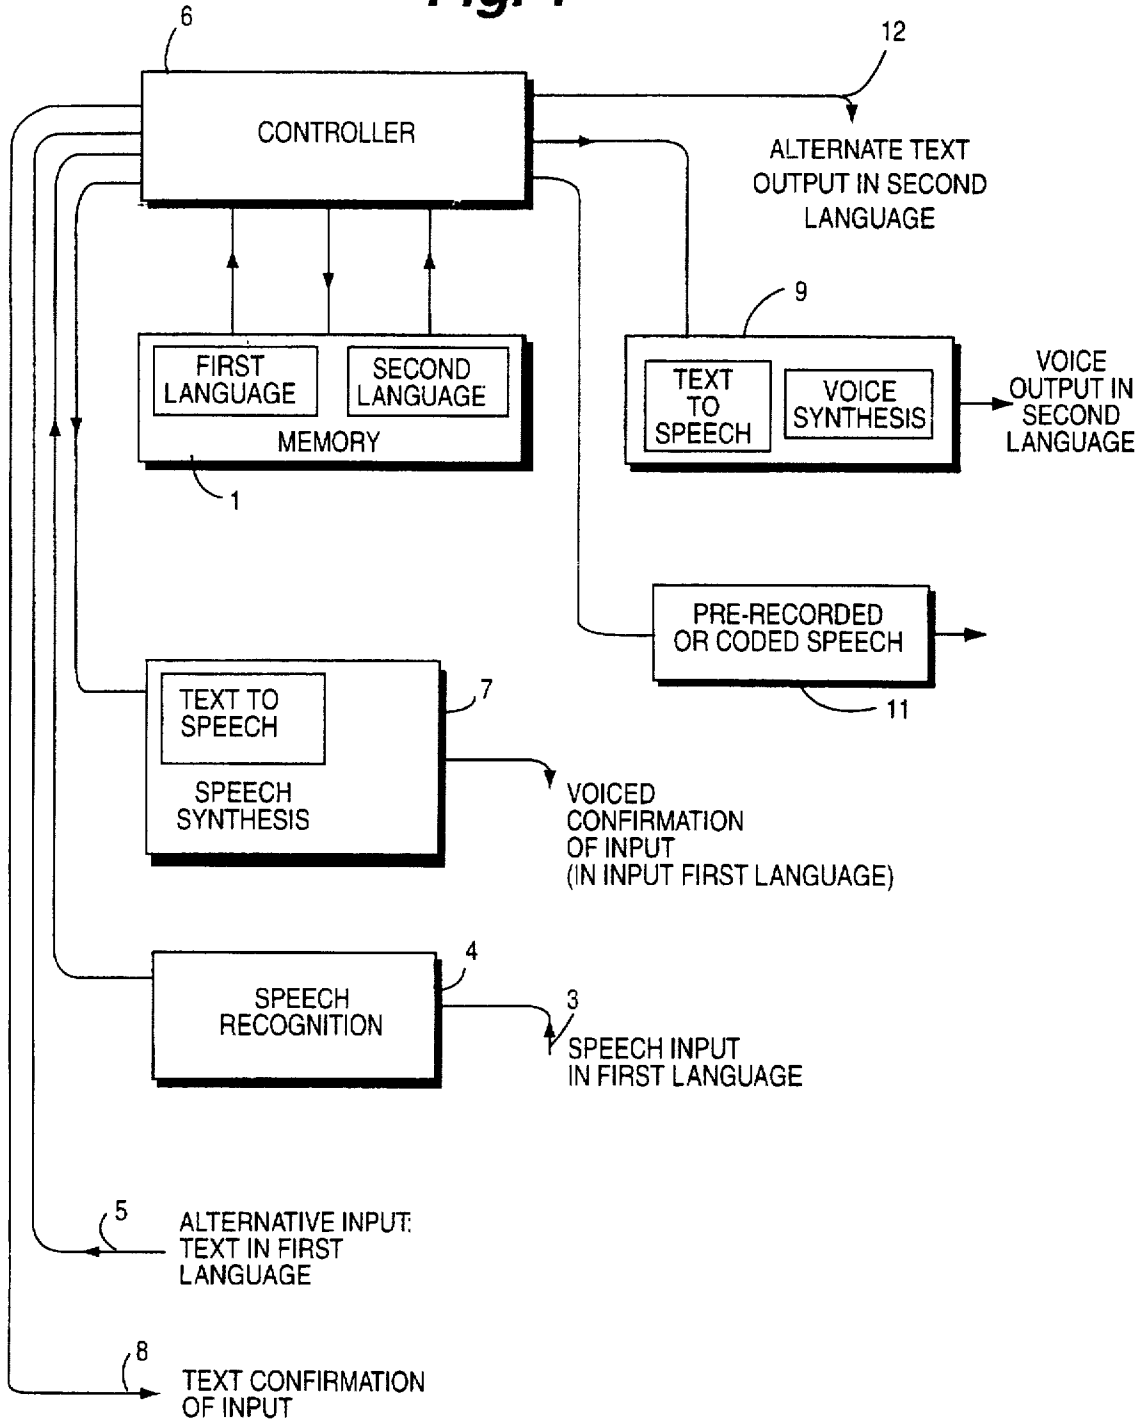 Fig. 1
6
12
CONTROLLER
ALTERNATE TEXT
OUTPUT IN SECOND
LANGUAGE
9
FIRST
LANGUAGE
SECOND
LANGUAGE
MEMORY
1
TEXT
TO
SPEECH
VOICE
SYNTHESIS
VOICE
OUTPUT IN
SECOND
LANGUAGE
PRE-RECORDED
OR CODED SPEECH
11
TEXT TO
SPEECH
SPEECH
SYNTHESIS
7
VOICED
CONFIRMATION
OF INPUT
(IN INPUT FIRST LANGUAGE)
4
SPEECH
RECOGNITION
3
SPEECH INPUT
IN FIRST LANGUAGE
5
ALTERNATIVE INPUT:
TEXT IN FIRST
LANGUAGE
8
TEXT CONFIRMATION
OF INPUT